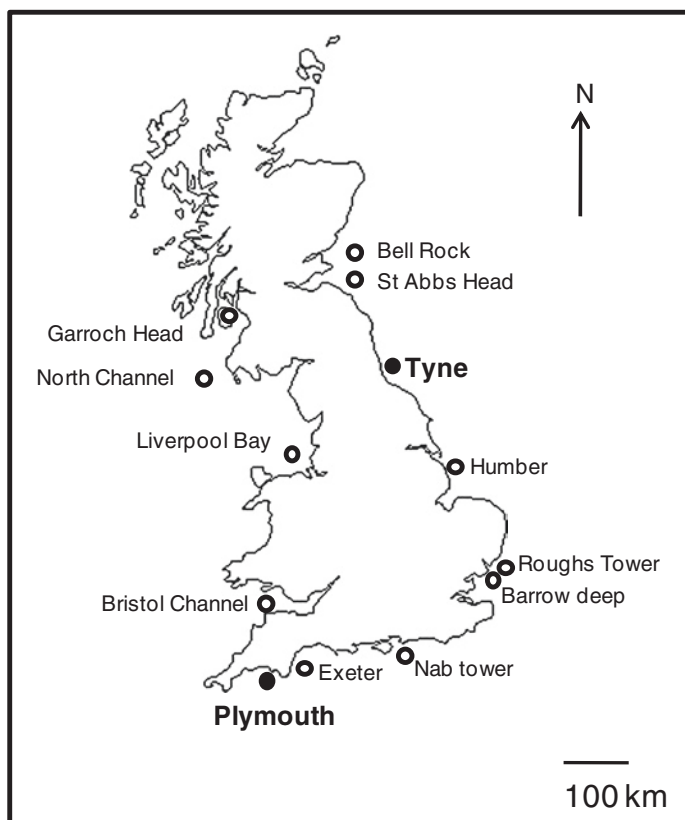 N
Bell Rock
St Abbs Head
Garroch Head
Tyne
North Channel
Liverpool Bay
Humber
Roughs Tower
Barrow deep
Bristol Channel
Nab tower
Exeter
Plymouth
100 km